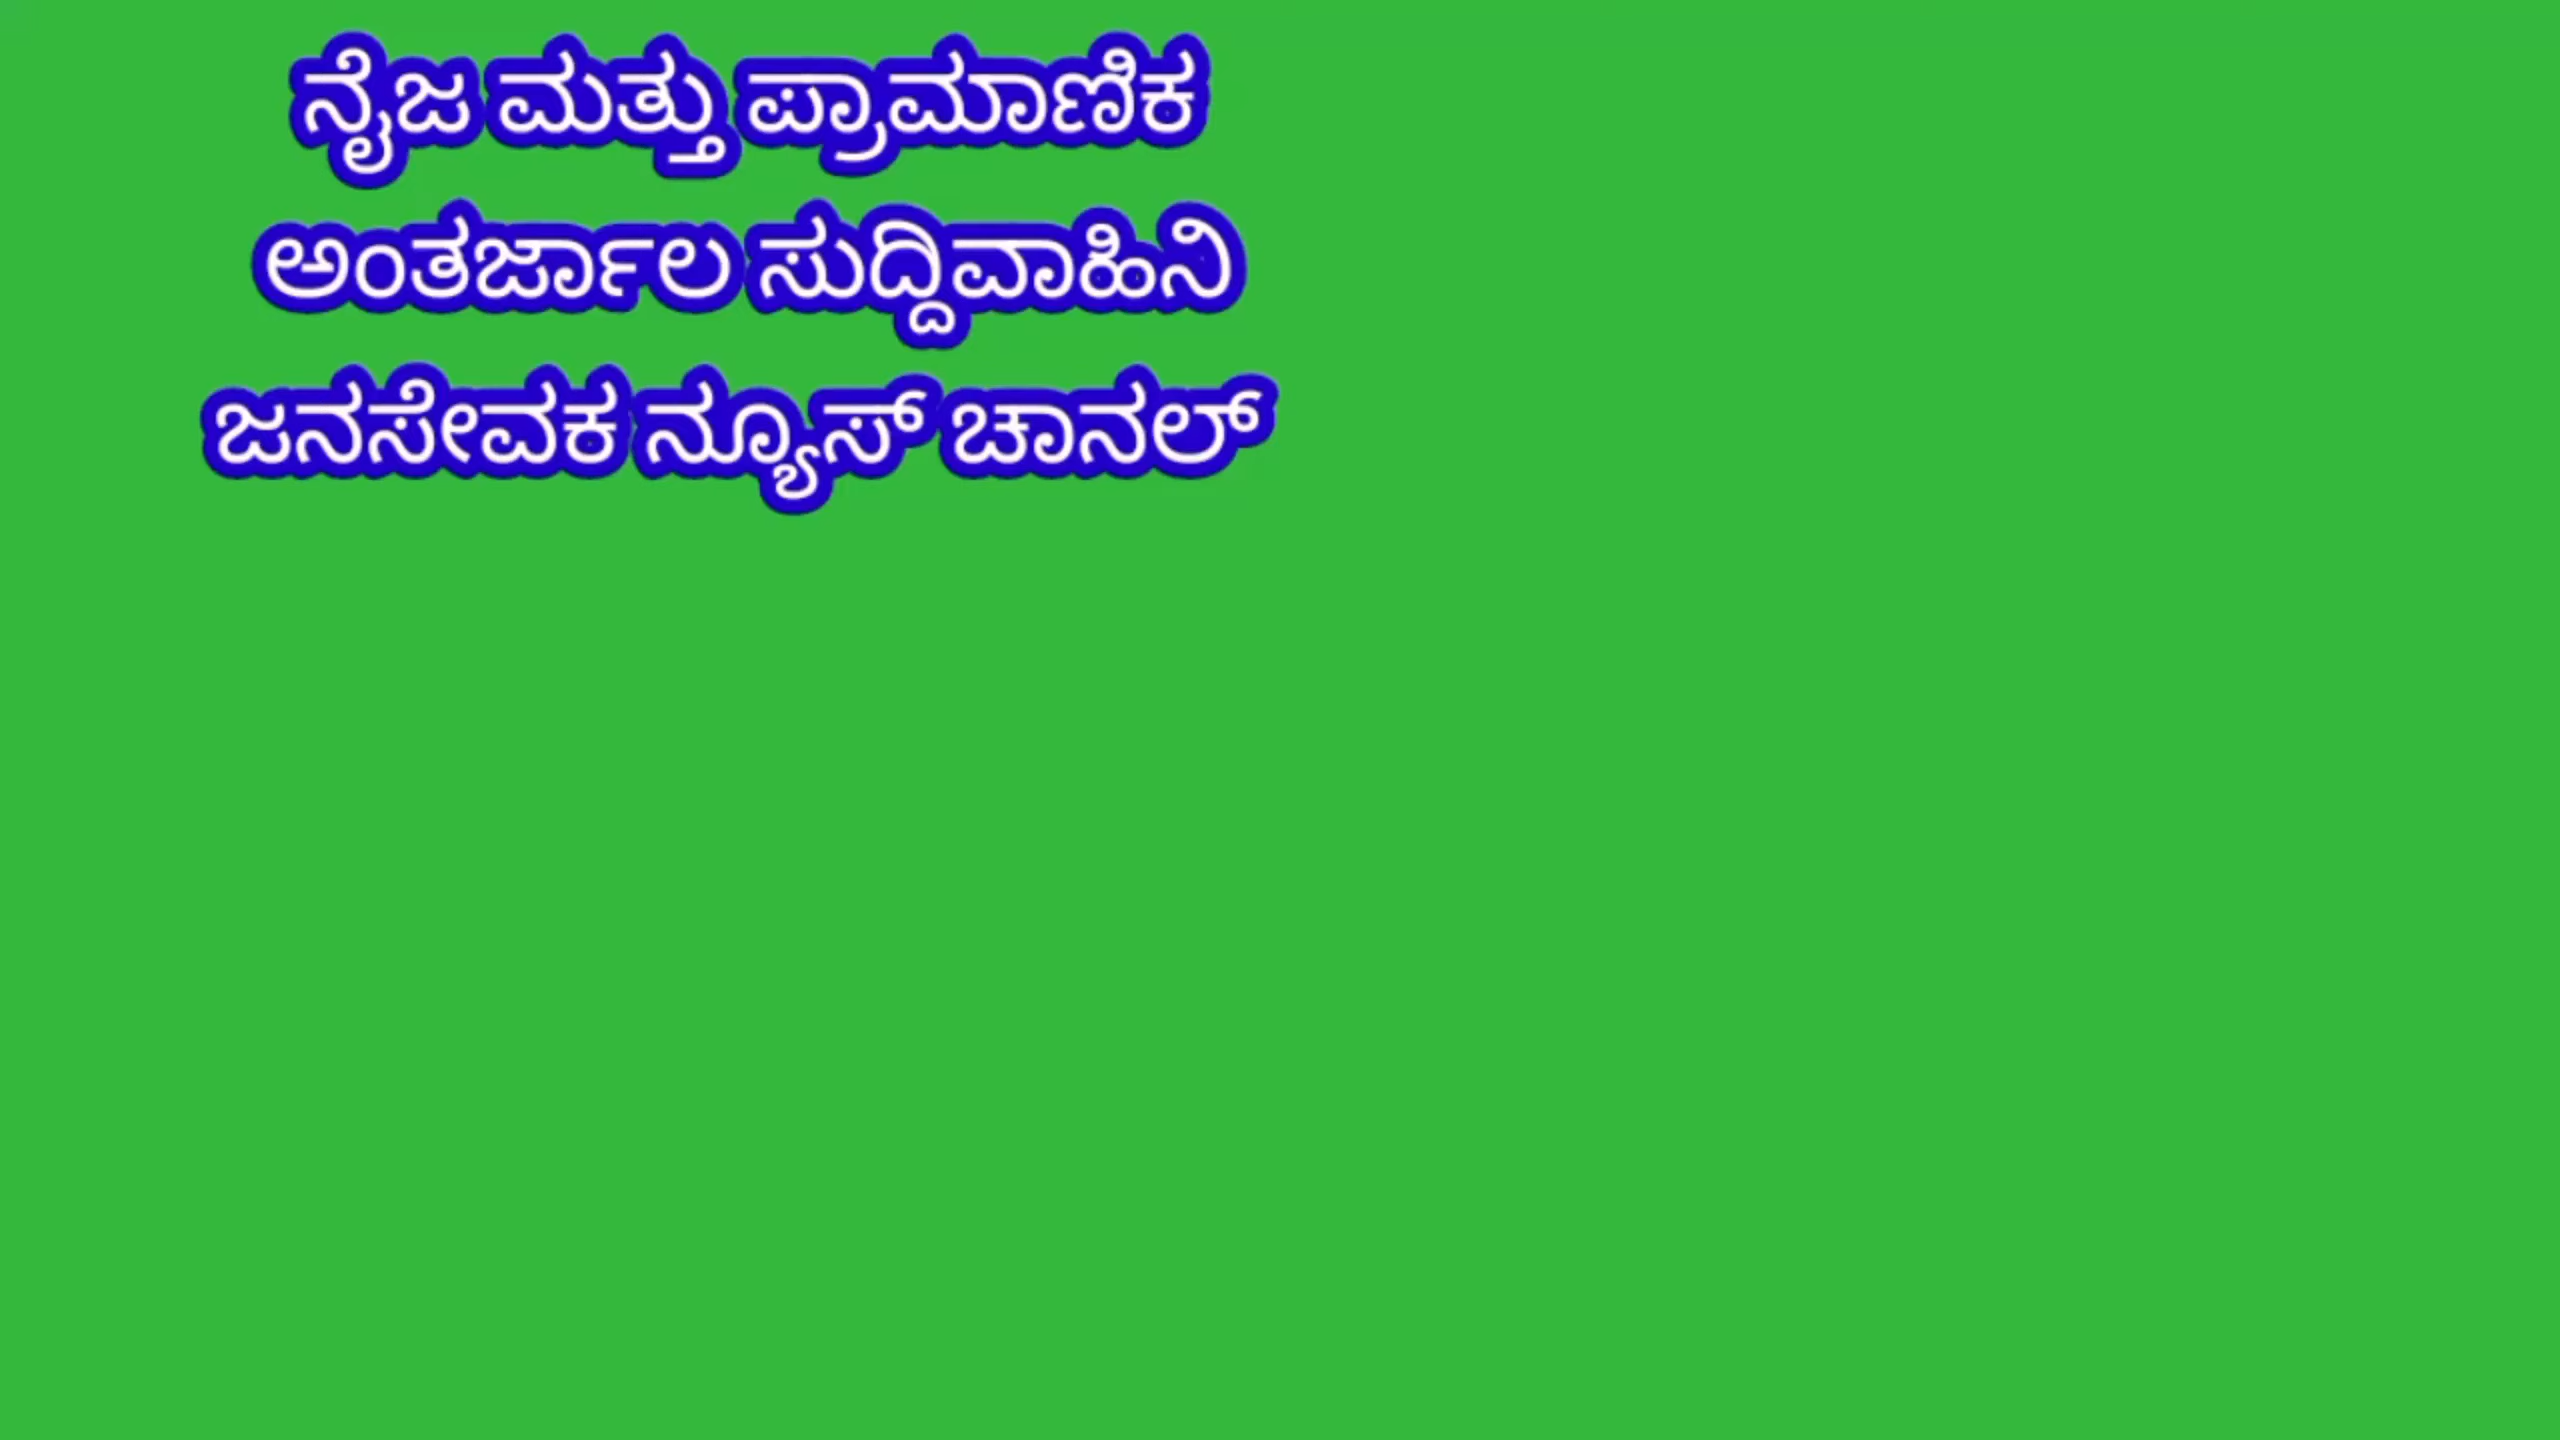 ನೈಜ ಮತ್ತು ಪ್ರಾಮಾಣಿಕ
ಅಂತರ್ಜಾಲ ಸುದ್ದಿವಾಹಿನಿ
ಜನಸೇವಕ ನ್ಯೂಸ್ ಚಾನಲ್